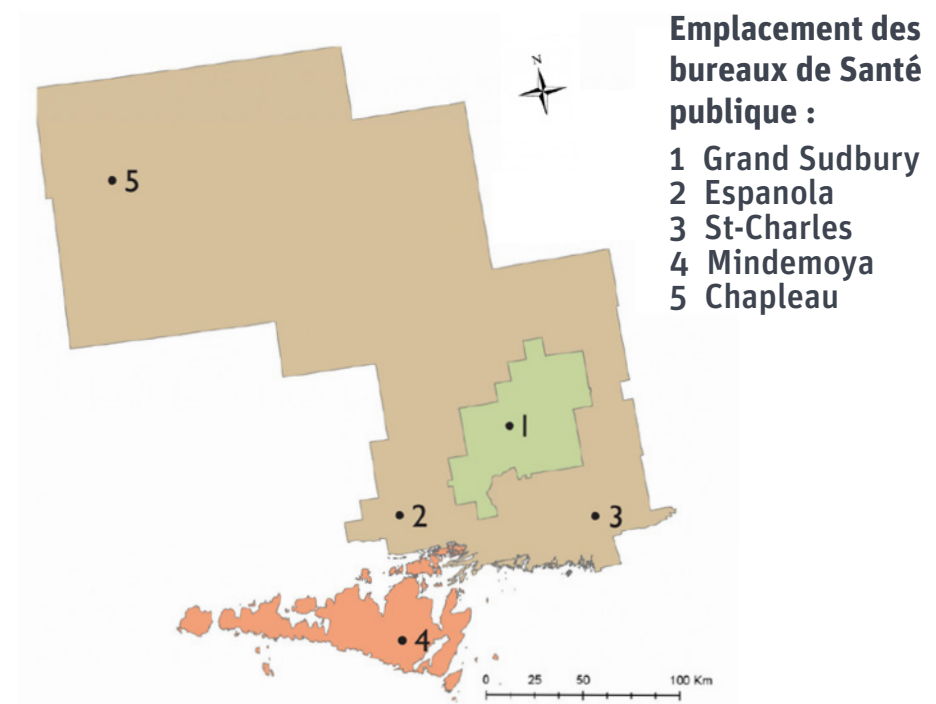 Emplacement des
bureaux de Santé
publique :
1 Grand Sudbury
2 Espanola
3 St-Charles
4 Mindemoya
5 Chapleau
N
5
1
2
3
4
0 25 50 100 Km